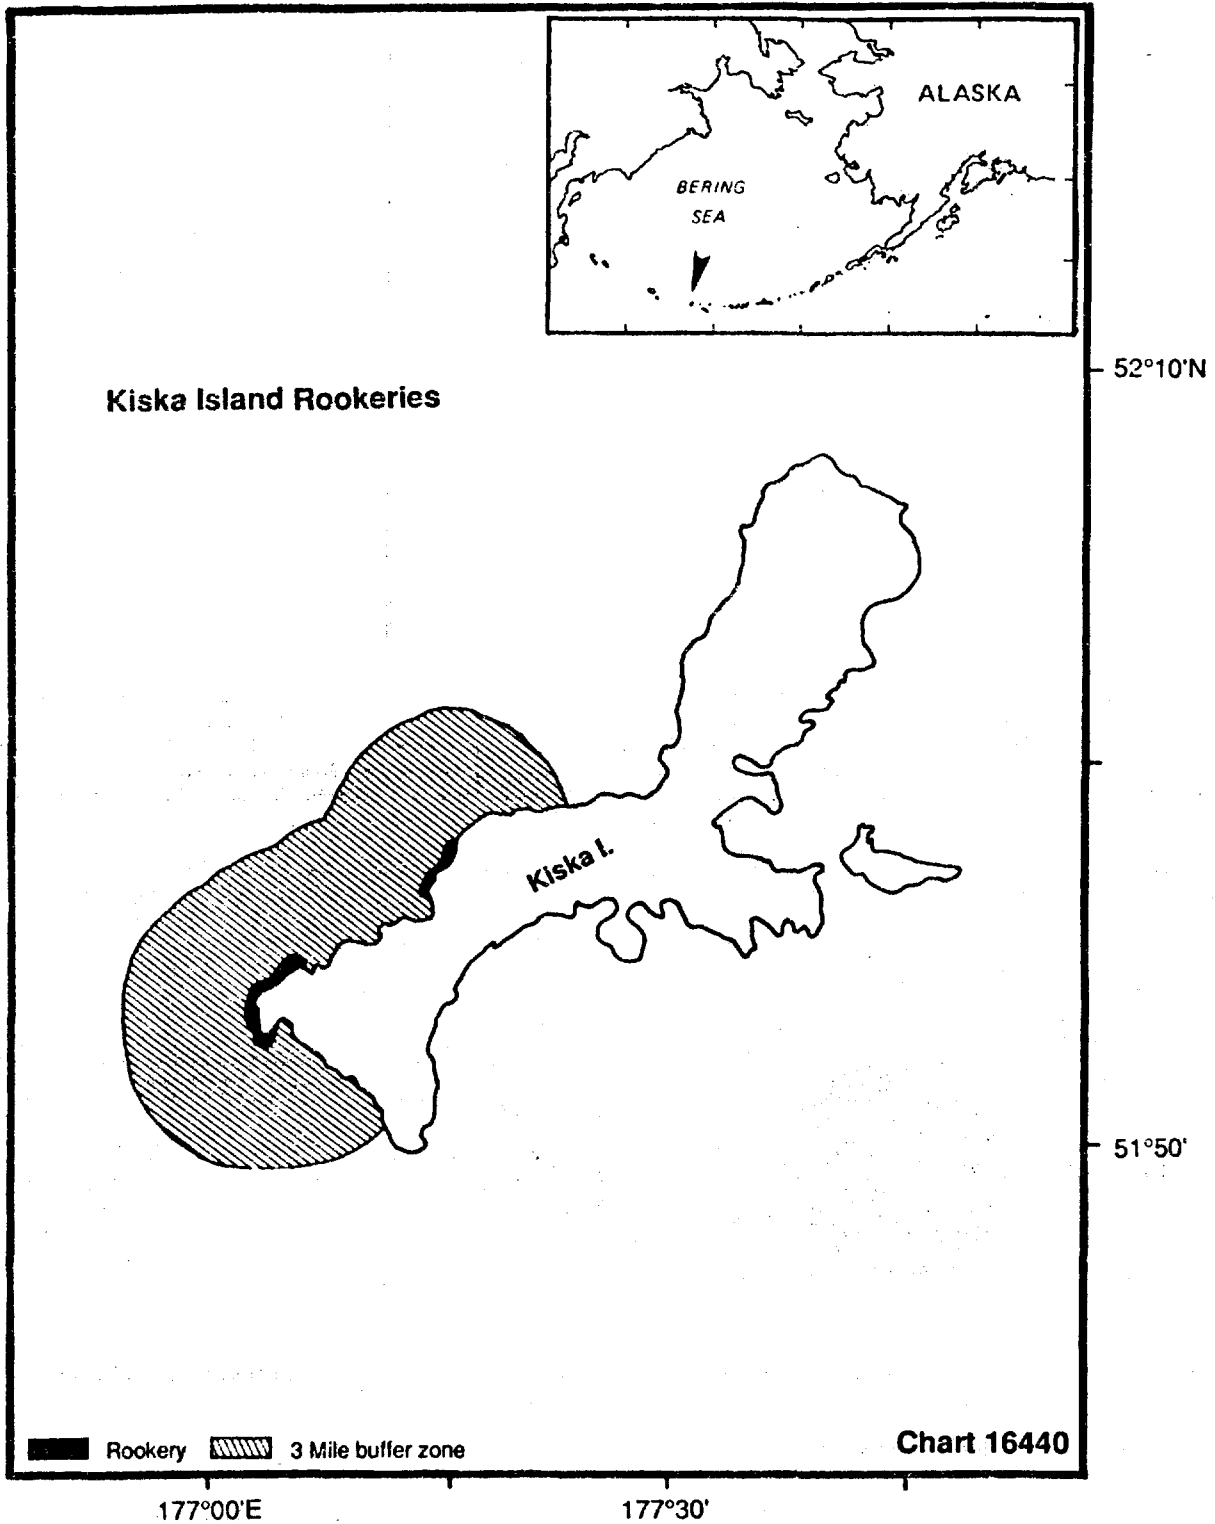 ALASKA
BERING
SEA
52°10'N
Kiska Island Rookeries
Kiska I.
51°50'
Rookery
3 Mile buffer zone
Chart 16440
177°00'E
177°30'